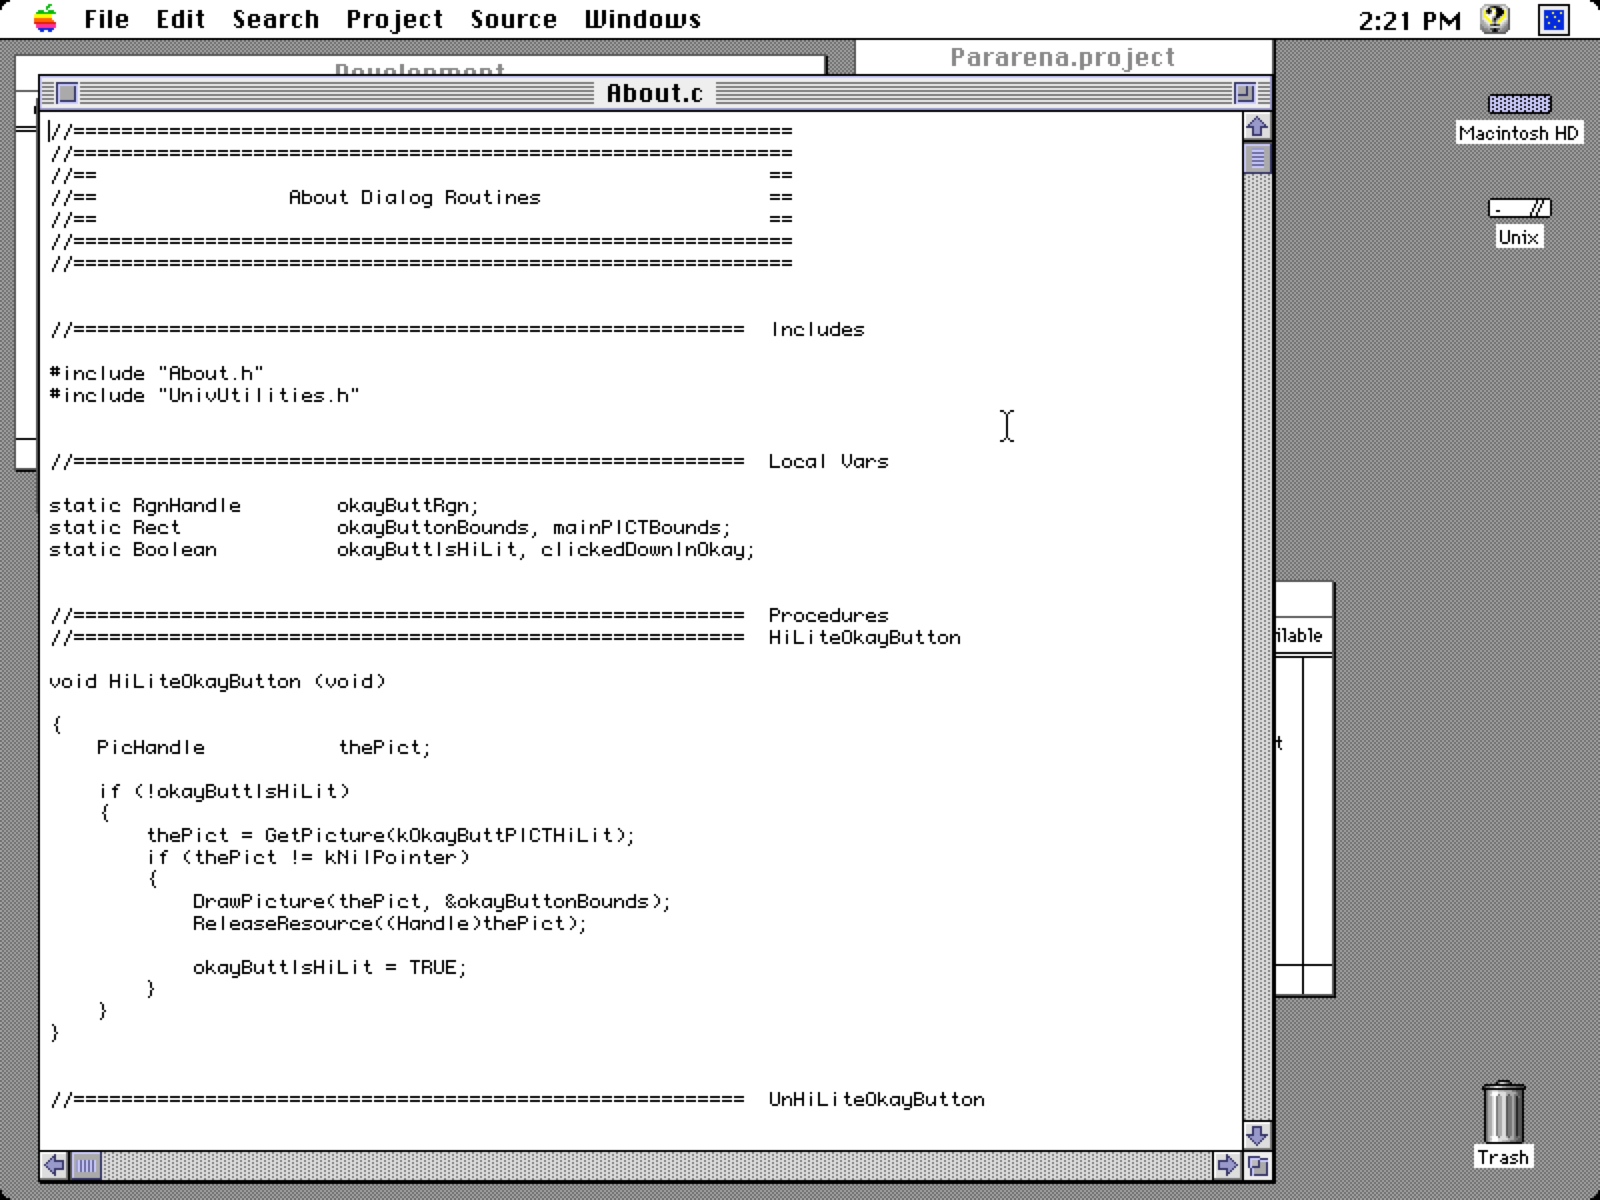 File Edit Search Project Source Windows 2:21 PM
Development
Pararena.project
About.c
//============================================================
//============================================================
//== ==
//== About Dialog Routines ==
//== ==
//============================================================
//============================================================
//======================================================== Includes
#include "About.h"
#include "UnivUtilities.h"
//======================================================== Local Vars
static RgnHandle okayButtRgn;
static Rect okayButtonBounds, mainPICTBounds;
static Boolean okayButtIsHiLit, clickedDownInOkay;
//======================================================== Procedures
//======================================================== HiLiteOkayButton
void HiLiteOkayButton (void)
{
PicHandle thePict;
if (!okayButtIsHiLit)
{
thePict = GetPicture(kOkayButtPICTHiLit);
if (thePict != kNilPointer)
{
DrawPicture(thePict, &okayButtonBounds);
ReleaseResource((Handle)thePict);
okayButtIsHiLit = TRUE;
}
}
}
//======================================================== UnHiLiteOkayButton
Macintosh HD
Unix
ilable
t
Trash